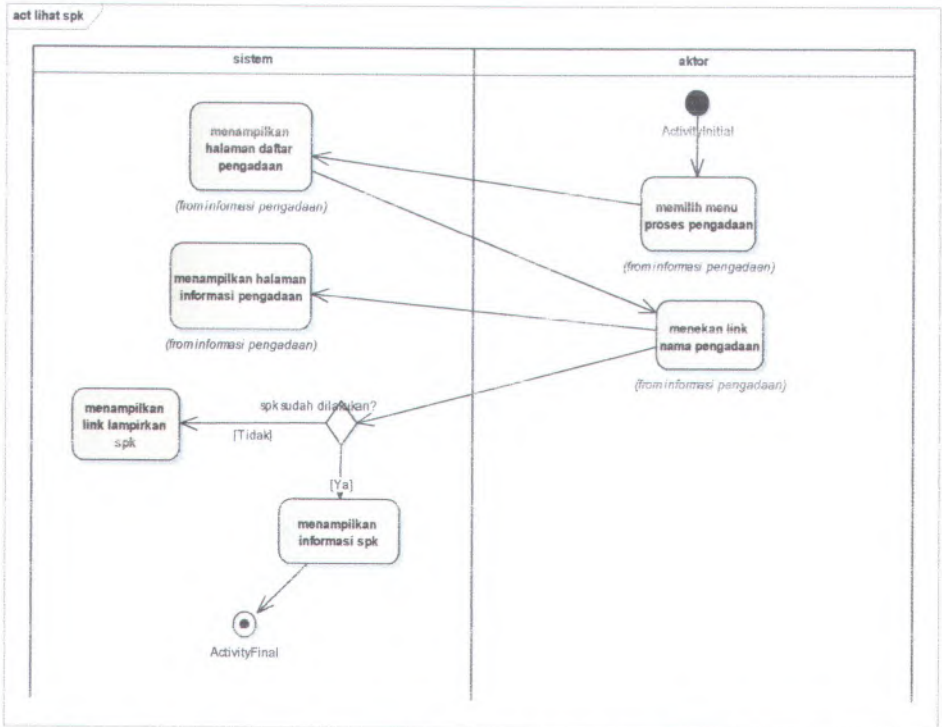 act lihat spk
sistem
aktor
ActivityInitial
menampilkan
halaman daftar
pengadaan
(from informasi pengadaan)
memilih menu
proses pengadaan
(from informasi pengadaan)
menampilkan halaman
informasi pengadaan
(from informasi pengadaan)
menekan link
nama pengadaan
(from informasi pengadaan)
spk sudah dilakukan?
menampilkan
link lampirkan
spk
[Tidak]
[Ya]
menampilkan
informasi spk
ActivityFinal